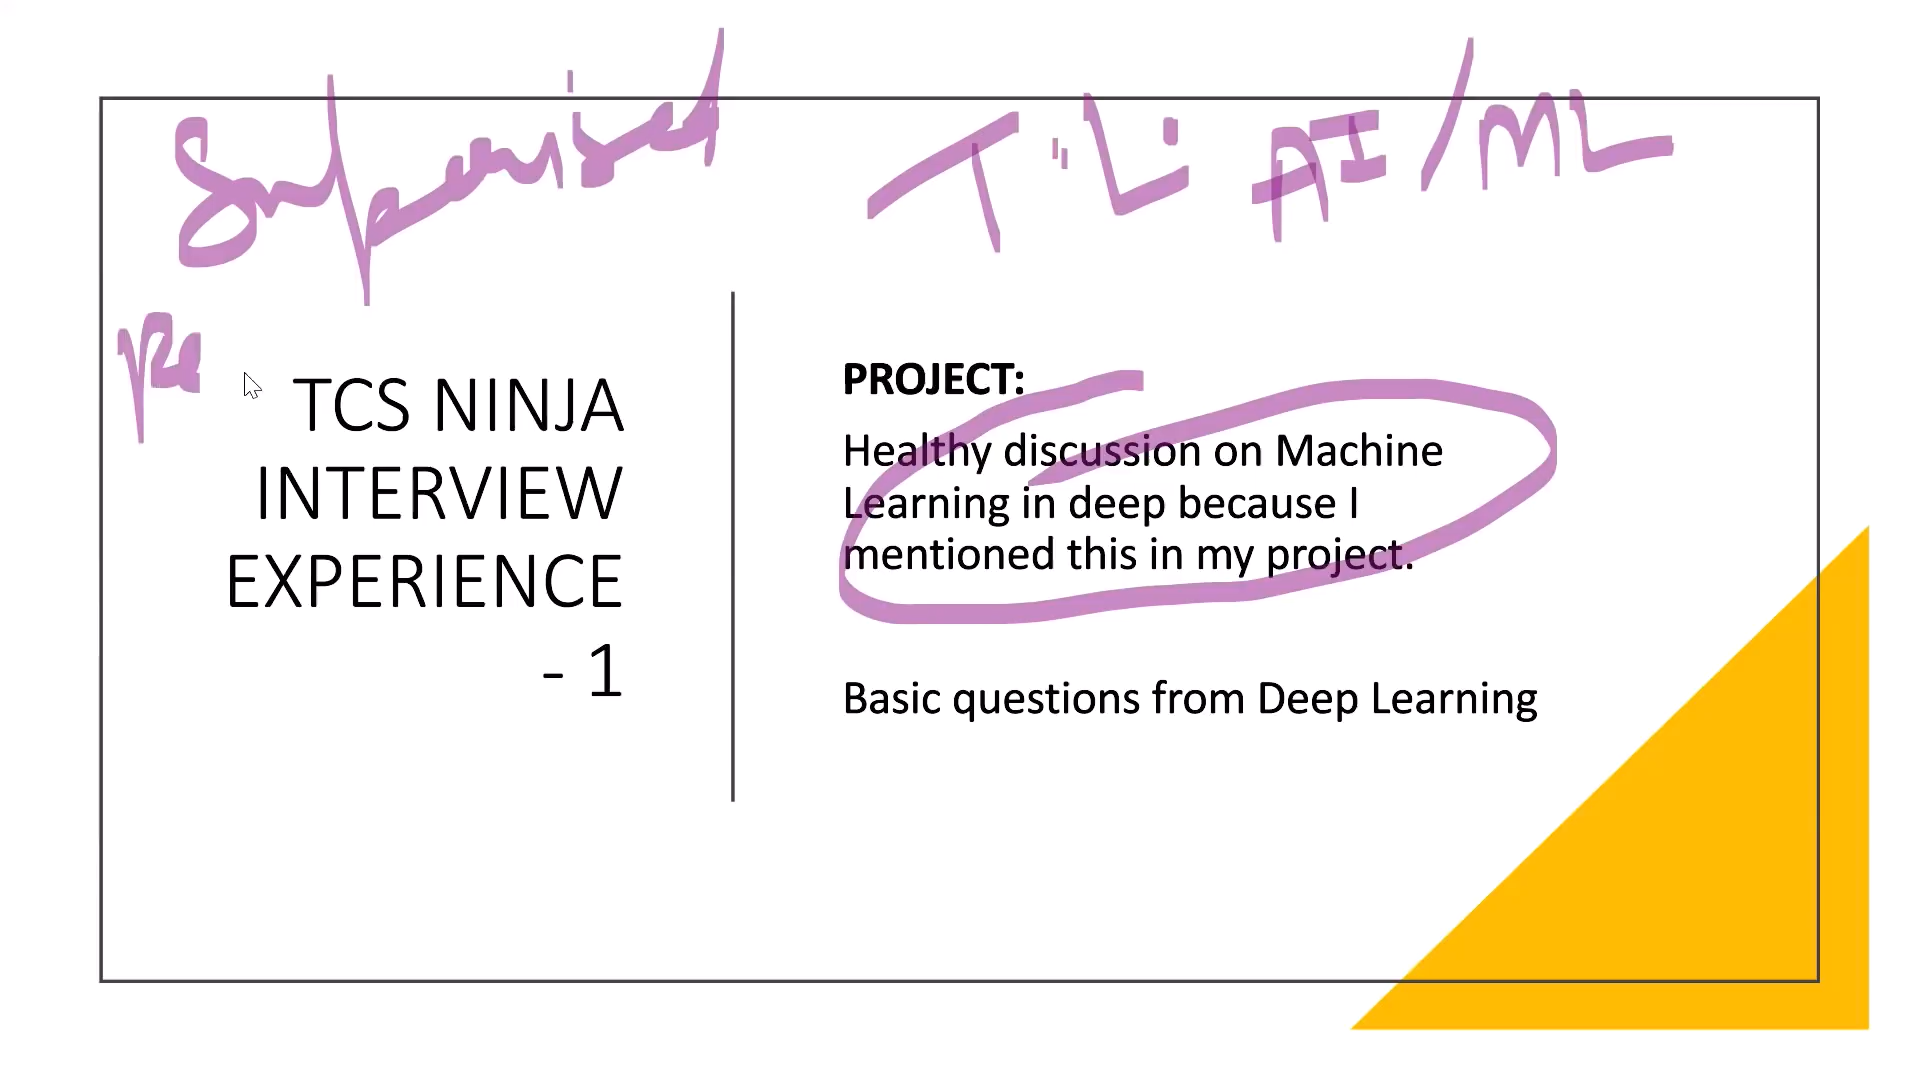 Supervised
T.L: AI/ML
Re
TCS NINJA
INTERVIEW
EXPERIENCE
- 1
PROJECT:
Healthy discussion on Machine
Learning in deep because I
mentioned this in my project.
Basic questions from Deep Learning